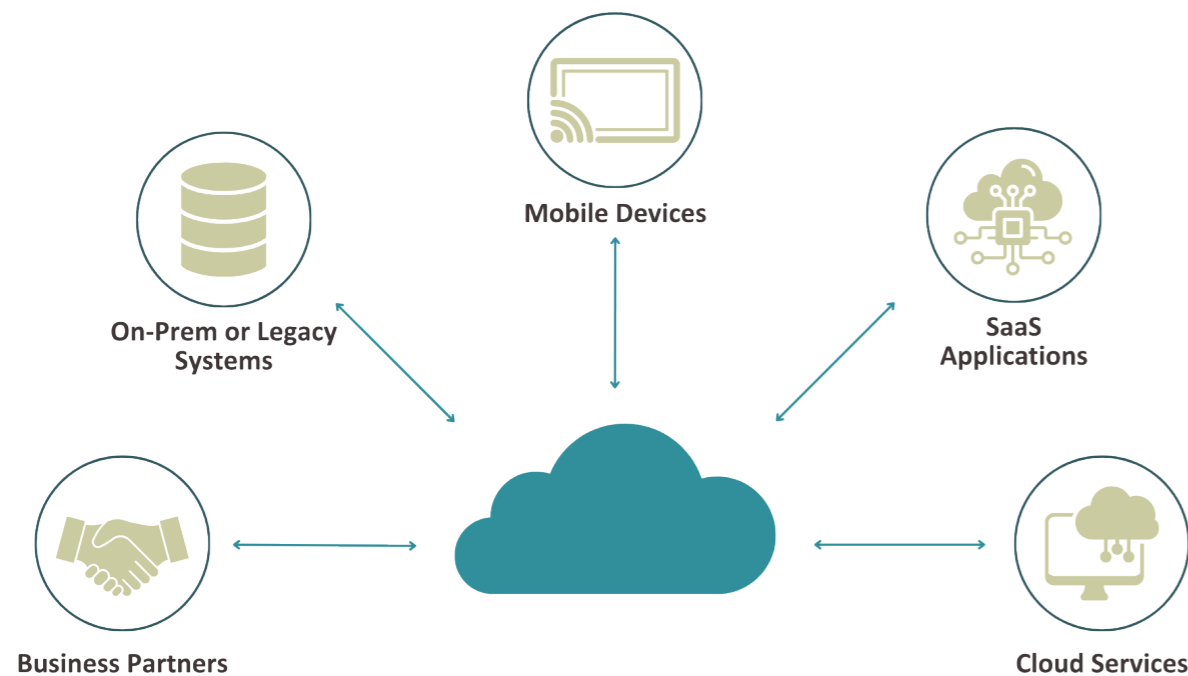 Mobile Devices
On-Prem or Legacy
Systems
SaaS
Applications
Business Partners
Cloud Services